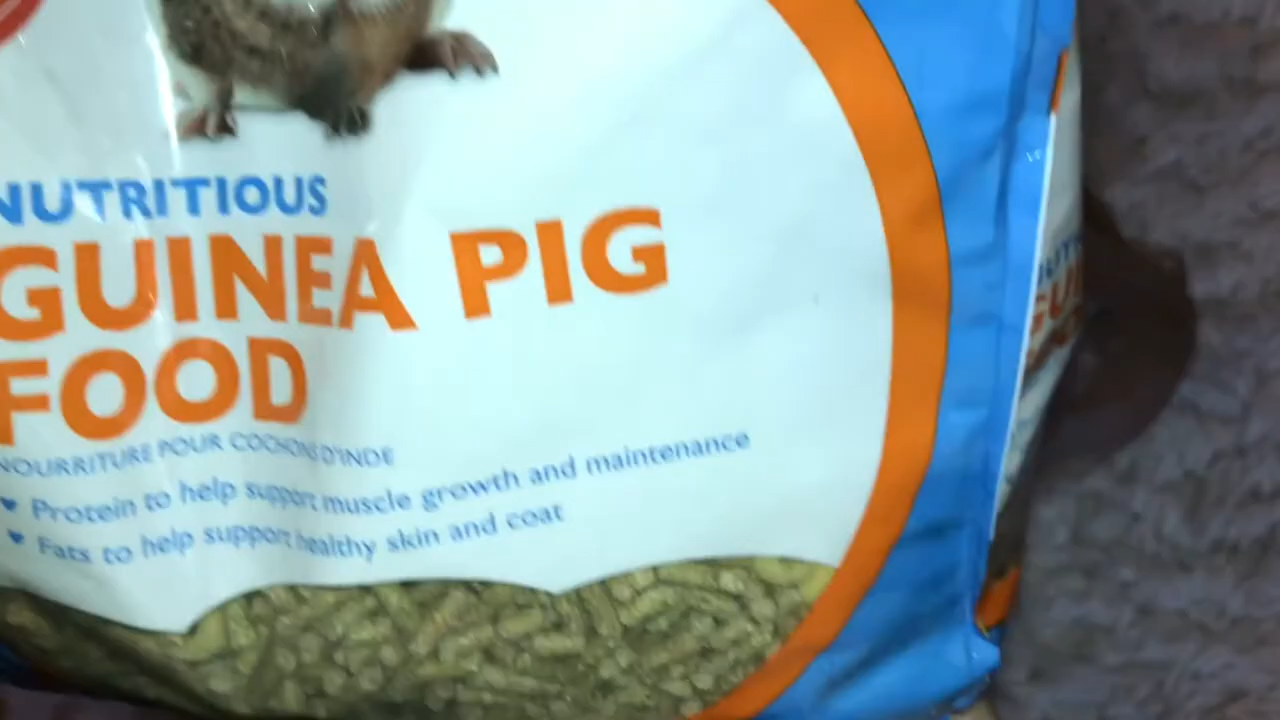 NUTRITIOUS
GUINEA PIG
FOOD
NOURRITURE POUR COCHONS D'INDE
Protein to help support muscle growth and maintenance
Fats to help support healthy skin and coat